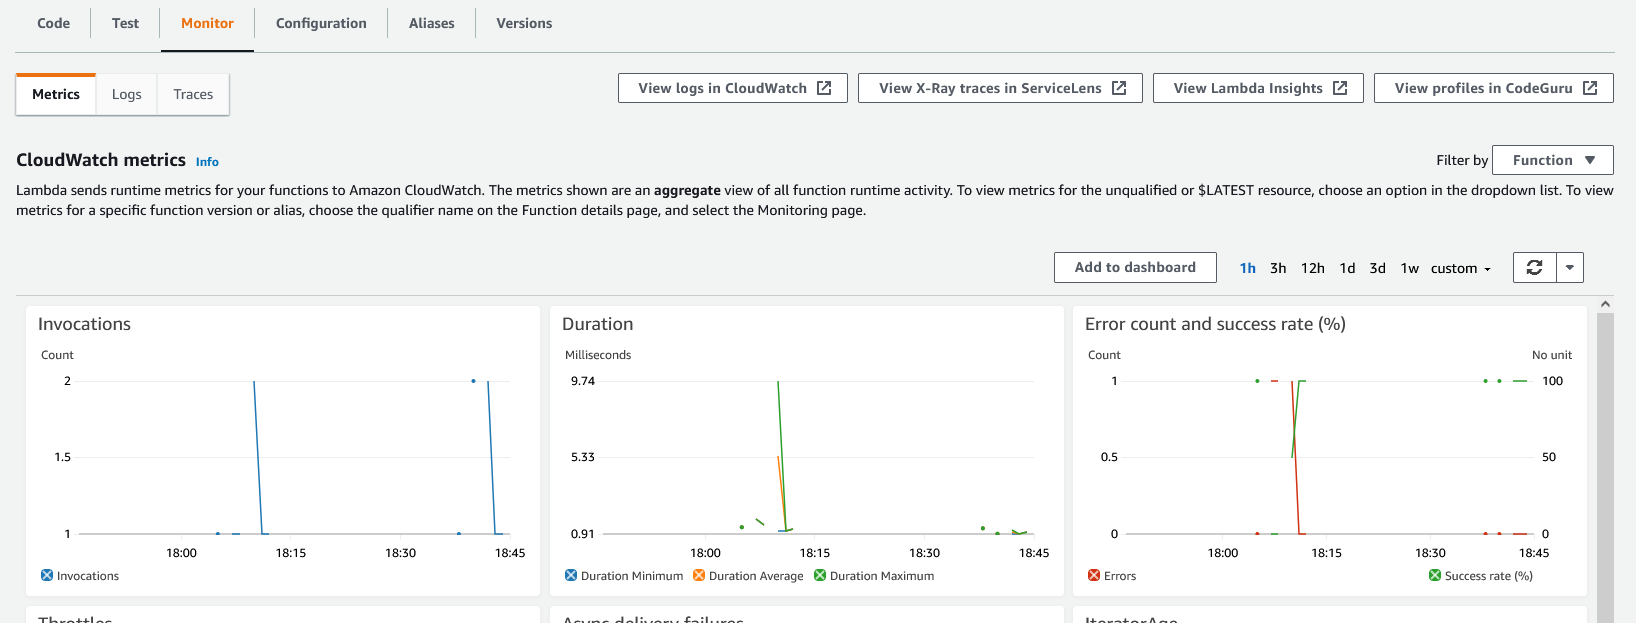 Code Test Monitor Configuration Aliases Versions
Metrics Logs Traces
View logs in CloudWatch View X-Ray traces in ServiceLens View Lambda Insights View profiles in CodeGuru
CloudWatch metrics Info
Filter by Function
Lambda sends runtime metrics for your functions to Amazon CloudWatch. The metrics shown are an aggregate view of all function runtime activity. To view metrics for the unqualified or $LATEST resource, choose an option in the dropdown list. To view
metrics for a specific function version or alias, choose the qualifier name on the Function details page, and select the Monitoring page.
Add to dashboard 1h 3h 12h 1d 3d 1w custom
Invocations
Count
2
1.5
1
18:00 18:15 18:30 18:45
Invocations
Duration
Milliseconds
9.74
5.33
0.91
18:00 18:15 18:30 18:45
Duration Minimum Duration Average Duration Maximum
Error count and success rate (%)
Count No unit
1 100
0.5 50
0 0
18:00 18:15 18:30 18:45
Errors Success rate (%)
Throttles
Async delivery failures
IteratorAge